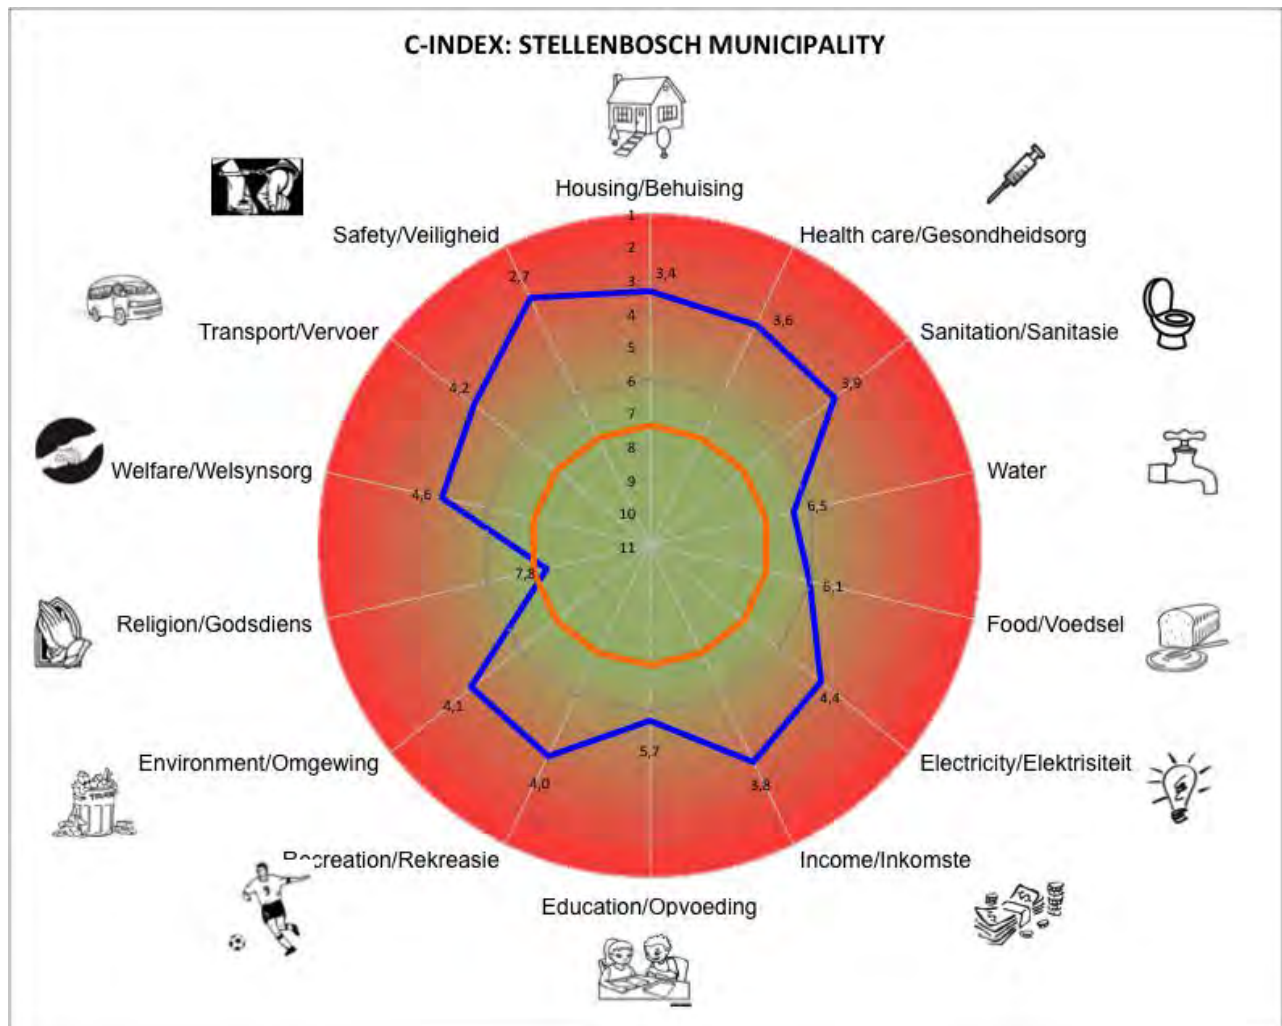 C-INDEX: STELLENBOSCH MUNICIPALITY
Housing/Behuising
Safety/Veiligheid
Health care/Gesondheidsorg
Transport/Vervoer
Sanitation/Sanitasie
Welfare/Welsynsorg
Water
Religion/Godsdiens
Food/Voedsel
Environment/Omgewing
Electricity/Elektrisiteit
Recreation/Rekreasie
Income/Inkomste
Education/Opvoeding
1
2
3
4
5
6
7
8
9
10
11
3,4
3,6
3,9
6,5
6,1
4,4
3,8
5,7
4,0
4,1
7,8
4,6
4,2
2,7